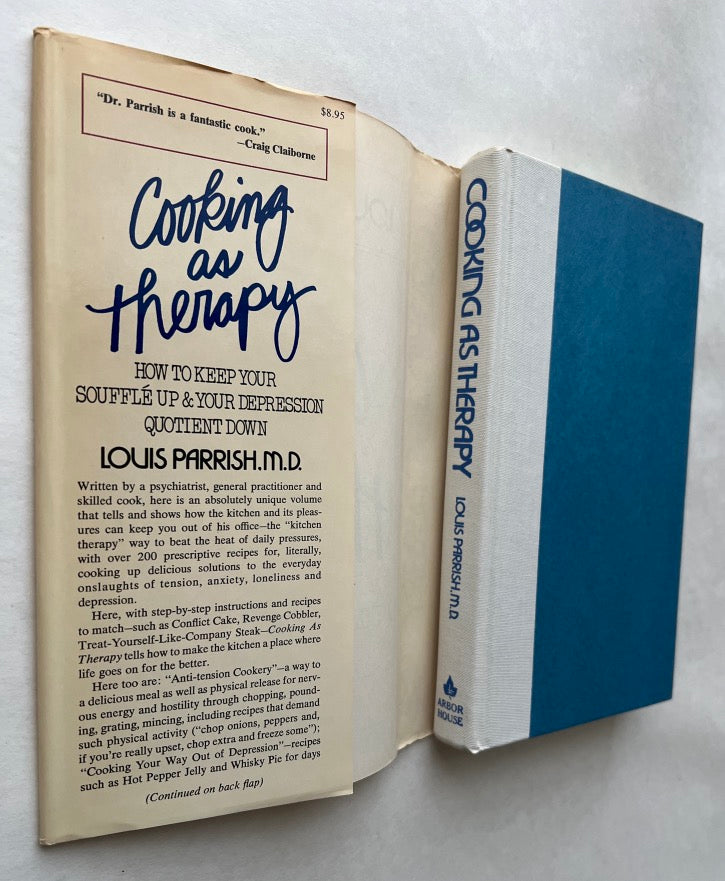 "Dr. Parrish is a fantastic cook."
—Craig Claiborne
$8.95
Cooking
as
therapy
HOW TO KEEP YOUR
SOUFFLÉ UP & YOUR DEPRESSION
QUOTIENT DOWN
LOUIS PARRISH.M.D.
Written by a psychiatrist, general practitioner and
skilled cook, here is an absolutely unique volume
that tells and shows how the kitchen and its pleas-
ures can keep you out of his office—the "kitchen
therapy" way to beat the heat of daily pressures,
with over 200 prescriptive recipes for, literally,
cooking up delicious solutions to the everyday
onslaughts of tension, anxiety, loneliness and
depression.
Here, with step-by-step instructions and recipes
to match—such as Conflict Cake, Revenge Cobbler,
Treat-Yourself-Like-Company Steak—Cooking As
Therapy tells how to make the kitchen a place where
life goes on for the better.
Here too are: "Anti-tension Cookery"—a way to
a delicious meal as well as physical release for nerv-
ous energy and hostility through chopping, pound-
ing, grating, mincing, including recipes that demand
such physical activity ("chop onions, peppers and,
if you're really upset, chop extra and freeze some");
"Cooking Your Way Out of Depression"—recipes
such as Hot Pepper Jelly and Whisky Pie for days
(Continued on back flap)
COOKING AS THERAPY
LOUIS PARRISH.M.D.
ARBOR
HOUSE